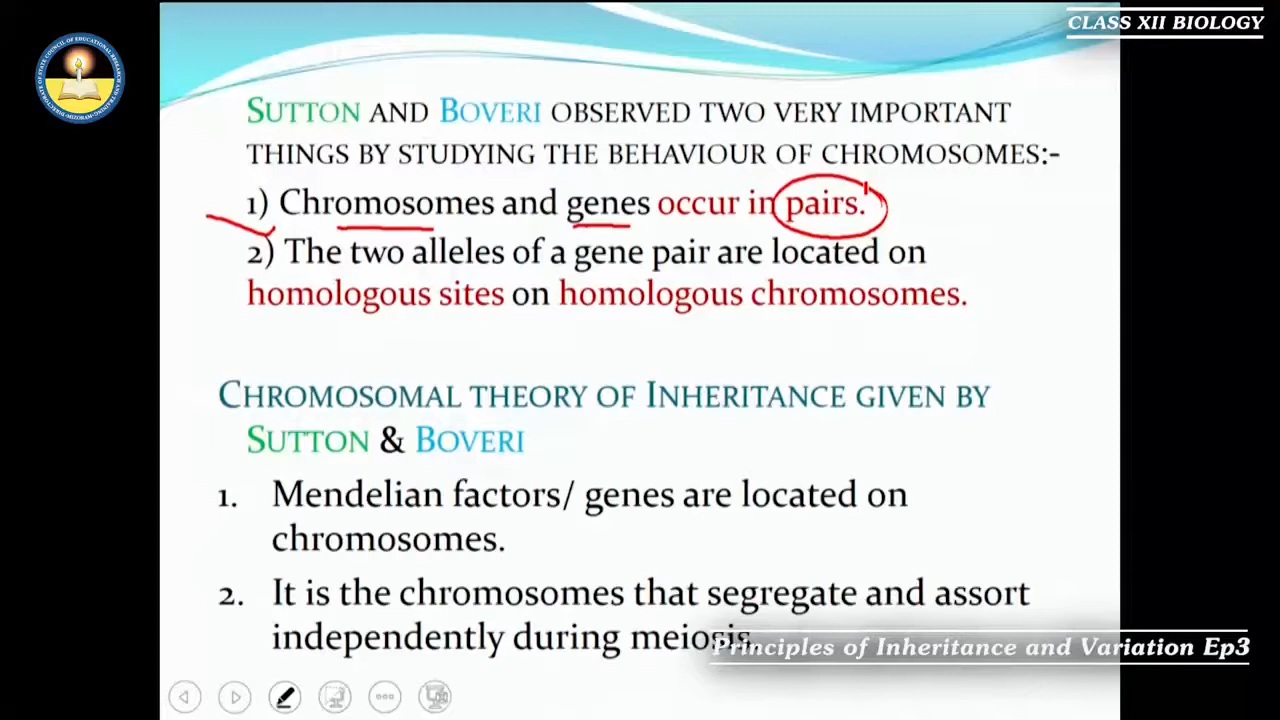 CLASS XII BIOLOGY
SUTTON AND BOVERI OBSERVED TWO VERY IMPORTANT
THINGS BY STUDYING THE BEHAVIOUR OF CHROMOSOMES:-
1) Chromosomes and genes occur in pairs.
2) The two alleles of a gene pair are located on
homologous sites on homologous chromosomes.
CHROMOSOMAL THEORY OF INHERITANCE GIVEN BY
SUTTON & BOVERI
1. Mendelian factors/ genes are located on
chromosomes.
2. It is the chromosomes that segregate and assort
independently during meiosis.
Principles of Inheritance and Variation Ep3